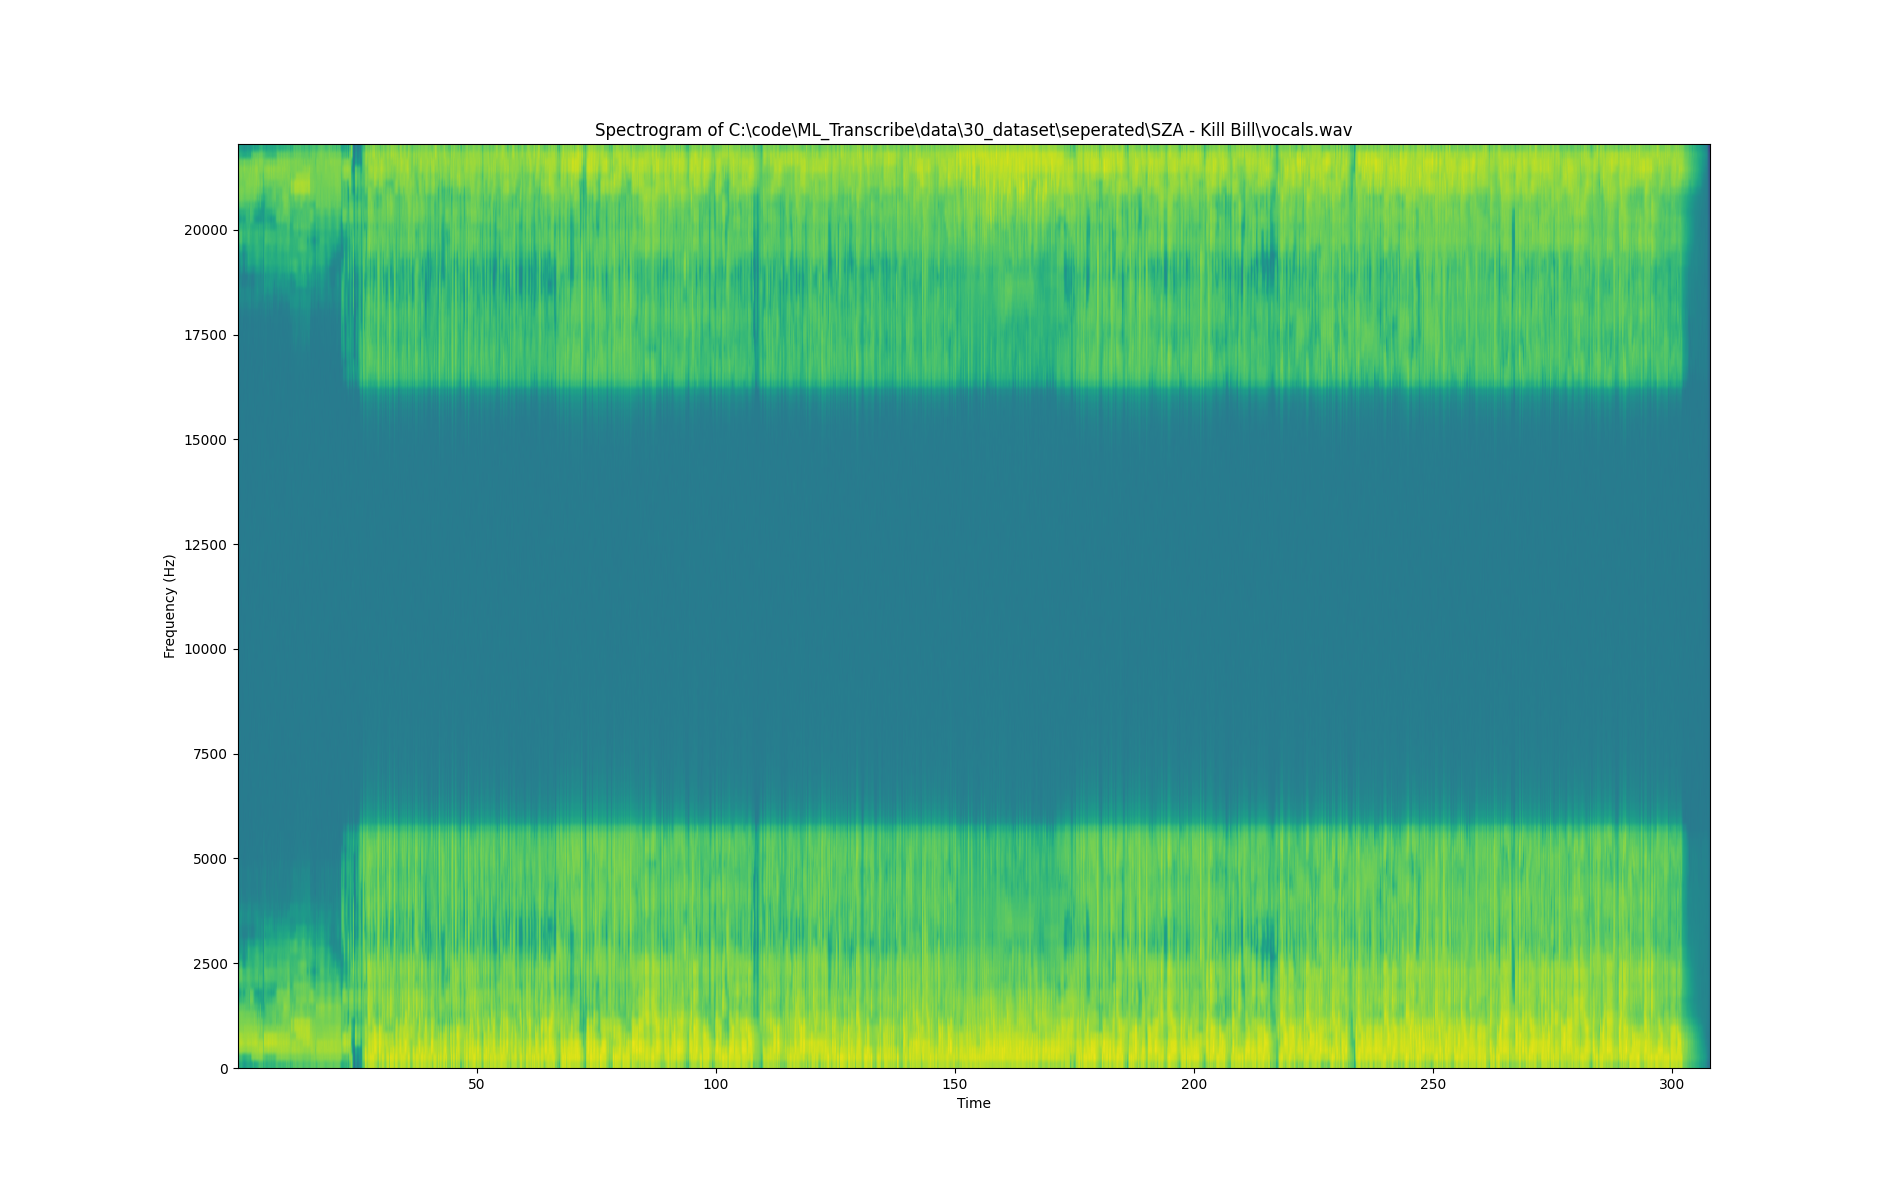 Spectrogram of C:\code\ML_Transcribe\data\30_dataset\seperated\SZA - Kill Bill\vocals.wav
Frequency (Hz)
20000
17500
15000
12500
10000
7500
5000
2500
0
50 100 150 200 250 300
Time